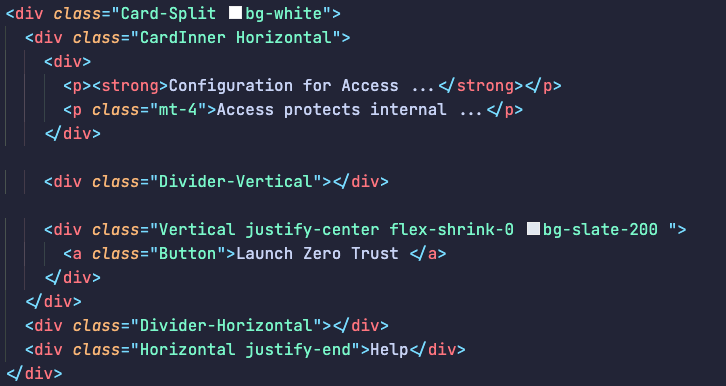 <div class="Card-Split bg-white">
<div class="CardInner Horizontal">
<div>
<p><strong>Configuration for Access ...</strong></p>
<p class="mt-4">Access protects internal ...</p>
</div>
<div class="Divider-Vertical"></div>
<div class="Vertical justify-center flex-shrink-0 bg-slate-200 ">
<a class="Button">Launch Zero Trust </a>
</div>
</div>
<div class="Divider-Horizontal"></div>
<div class="Horizontal justify-end">Help</div>
</div>